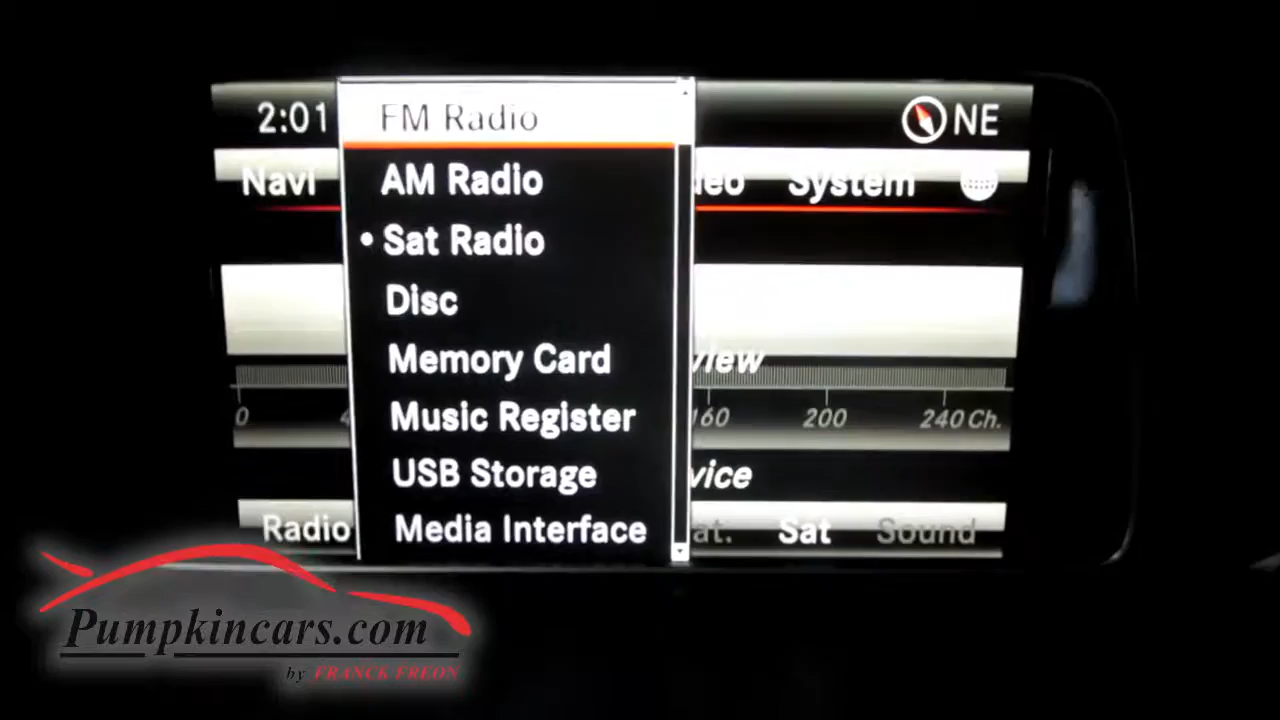 2:01
NE
FM Radio
Navi
AM Radio
System
Sat Radio
Disc
Memory Card
Music Register
0
160
200
240 Ch.
USB Storage
Radio
Media Interface
Sat
Sound
Pumpkincars.com
by FRANCK FREON